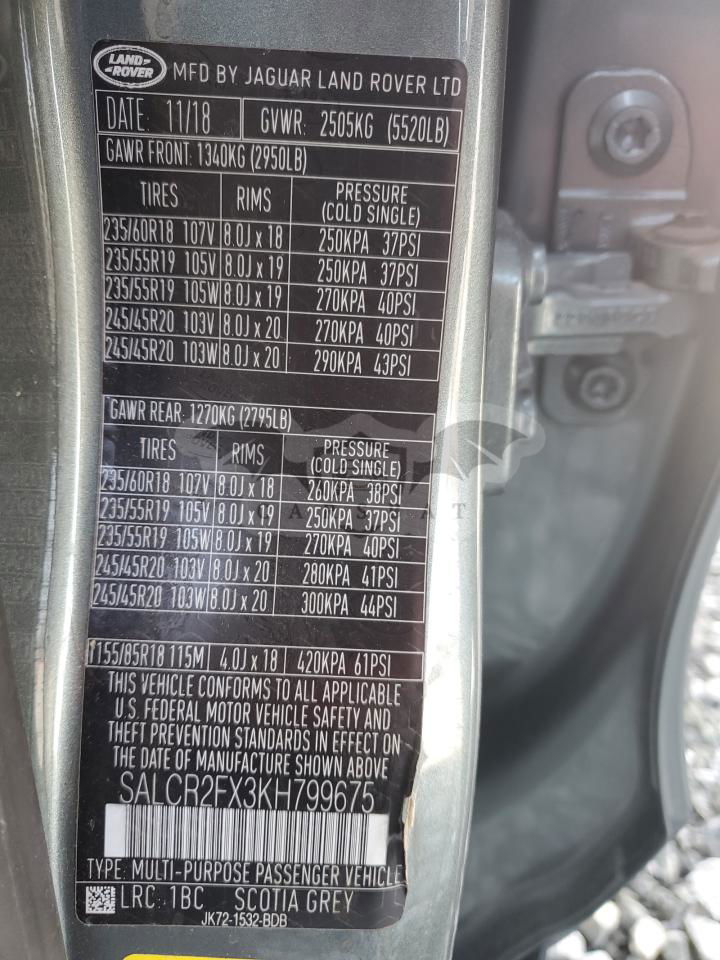 LAND
ROVER
MFD BY JAGUAR LAND ROVER LTD
DATE: 11/18 GVWR: 2505KG (5520LB)
GAWR FRONT: 1340KG (2950LB)
TIRES RIMS PRESSURE (COLD SINGLE)
235/60R18 107V 8.0J x 18 250KPA 37PSI
235/55R19 105V 8.0J x 19 250KPA 37PSI
235/55R19 105W 8.0J x 19 270KPA 40PSI
245/45R20 103V 8.0J x 20 270KPA 40PSI
245/45R20 103W 8.0J x 20 290KPA 43PSI
GAWR REAR: 1270KG (2795LB)
TIRES RIMS PRESSURE (COLD SINGLE)
235/60R18 107V 8.0J x 18 260KPA 38PSI
235/55R19 105V 8.0J x 19 250KPA 37PSI
235/55R19 105W 8.0J x 19 270KPA 40PSI
245/45R20 103V 8.0J x 20 280KPA 41PSI
245/45R20 103W 8.0J x 20 300KPA 44PSI
T155/85R18 115M 4.0J x 18 420KPA 61PSI
THIS VEHICLE CONFORMS TO ALL APPLICABLE
U.S. FEDERAL MOTOR VEHICLE SAFETY AND
THEFT PREVENTION STANDARDS IN EFFECT ON
THE DATE OF MANUFACTURE SHOWN ABOVE
SALCR2FX3KH799675
TYPE: MULTI-PURPOSE PASSENGER VEHICLE
LRC: 1BC SCOTIA GREY
JK72-1532-BDB